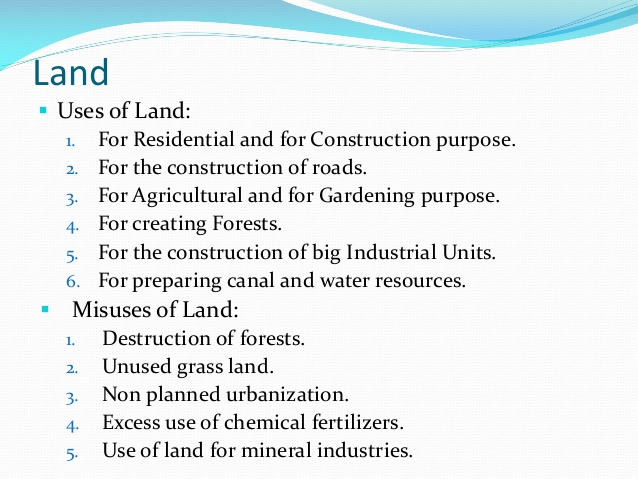 Land
▪ Uses of Land:
1. For Residential and for Construction purpose.
2. For the construction of roads.
3. For Agricultural and for Gardening purpose.
4. For creating Forests.
5. For the construction of big Industrial Units.
6. For preparing canal and water resources.
▪ Misuses of Land:
1. Destruction of forests.
2. Unused grass land.
3. Non planned urbanization.
4. Excess use of chemical fertilizers.
5. Use of land for mineral industries.